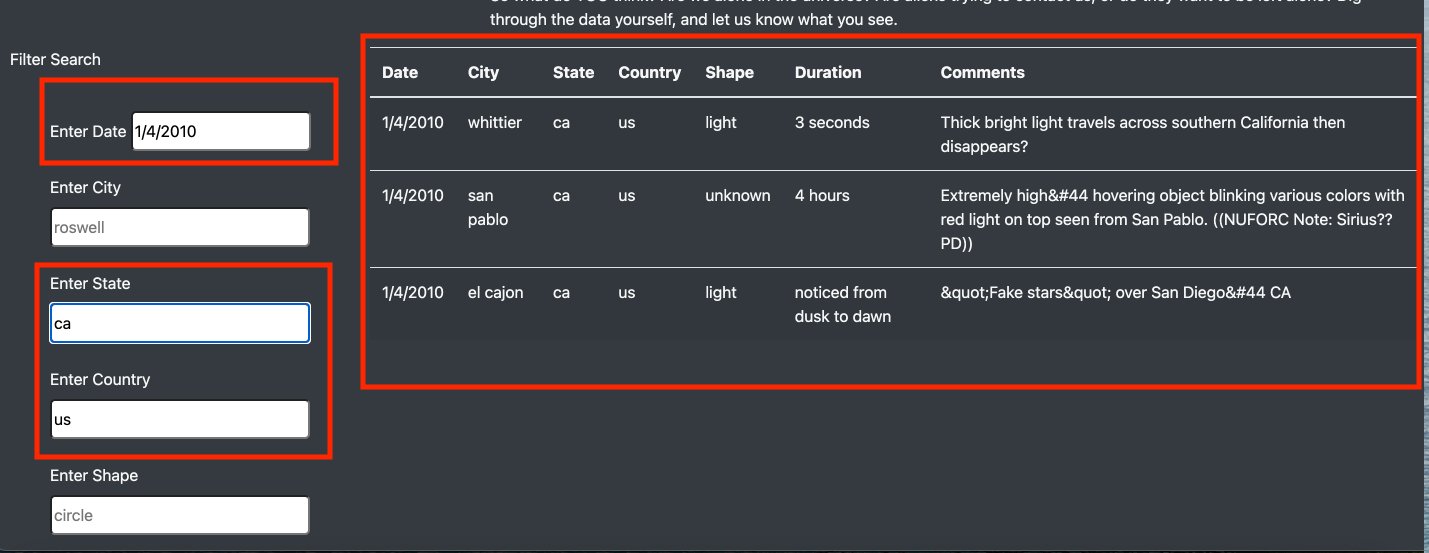 through the data yourself, and let us know what you see.
Filter Search
Enter Date 1/4/2010
Enter City
roswell
Enter State
ca
Enter Country
us
Enter Shape
circle
Date City State Country Shape Duration Comments
1/4/2010 whittier ca us light 3 seconds Thick bright light travels across southern California then
disappears?
1/4/2010 san ca us unknown 4 hours Extremely high&#44 hovering object blinking various colors with
pablo red light on top seen from San Pablo. ((NUFORC Note: Sirius??
PD))
1/4/2010 el cajon ca us light noticed from &quot;Fake stars&quot; over San Diego&#44 CA
dusk to dawn